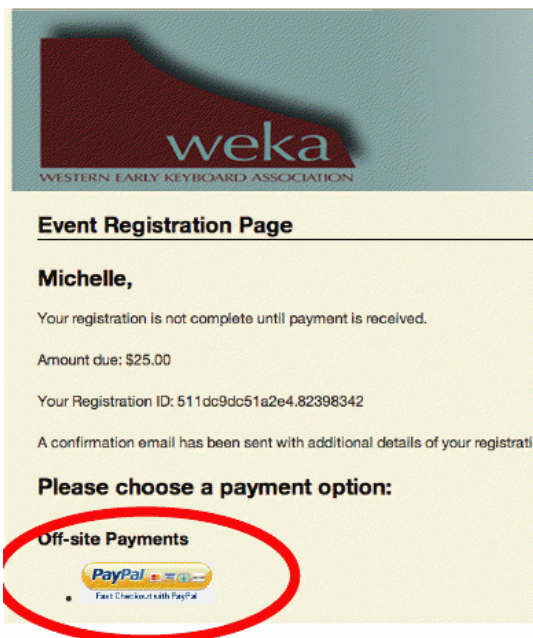 weka
WESTERN EARLY KEYBOARD ASSOCIATION
Event Registration Page
Michelle,
Your registration is not complete until payment is received.
Amount due: $25.00
Your Registration ID: 511dc9dc51a2e4.82398342
A confirmation email has been sent with additional details of your registrati
Please choose a payment option:
Off-site Payments
PayPal
Fast Checkout with PayPal